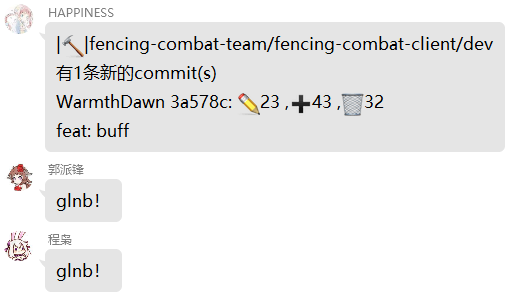 HAPPINESS
|🔨|fencing-combat-team/fencing-combat-client/dev
有1条新的commit(s)
WarmthDawn 3a578c: ✏️23 ,➕43 ,🗑️32
feat: buff
郭派锋
glnb!
程枭
glnb!